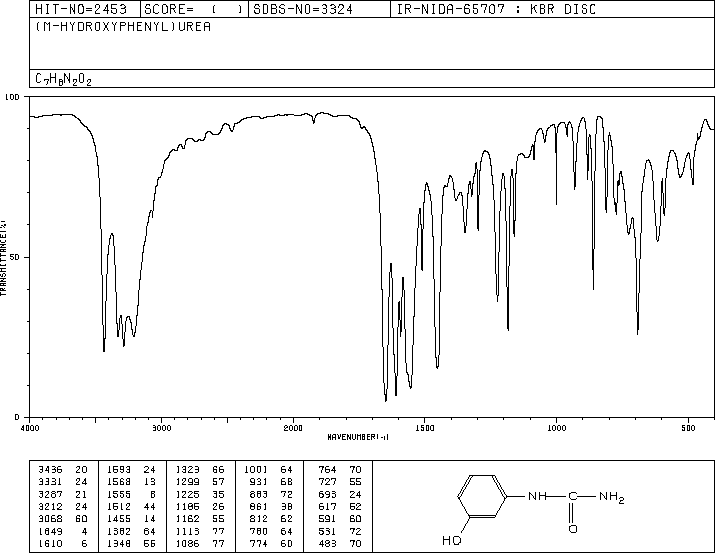 HIT-NO=2453 SCORE= ( ) SDBS-NO=3324 IR-NIDA-65707 : KBR DISC
(M-HYDROXYPHENYL)UREA
C7H8N2O2
100
50
0
TRANSMITTANCE(%)
4000 3000 2000 1500 1000 500
WAVENUMBER(-1)
3436 20 1593 24 1323 66 1001 64 764 70
3331 24 1568 13 1299 57 931 68 727 55
3287 21 1555 8 1225 35 883 72 693 24
3212 24 1512 44 1186 26 861 38 617 52
3068 60 1455 14 1162 55 812 62 591 60
1649 4 1382 64 1113 77 780 64 531 72
1610 6 1348 55 1086 77 774 60 483 70
NH C NH2
O
HO